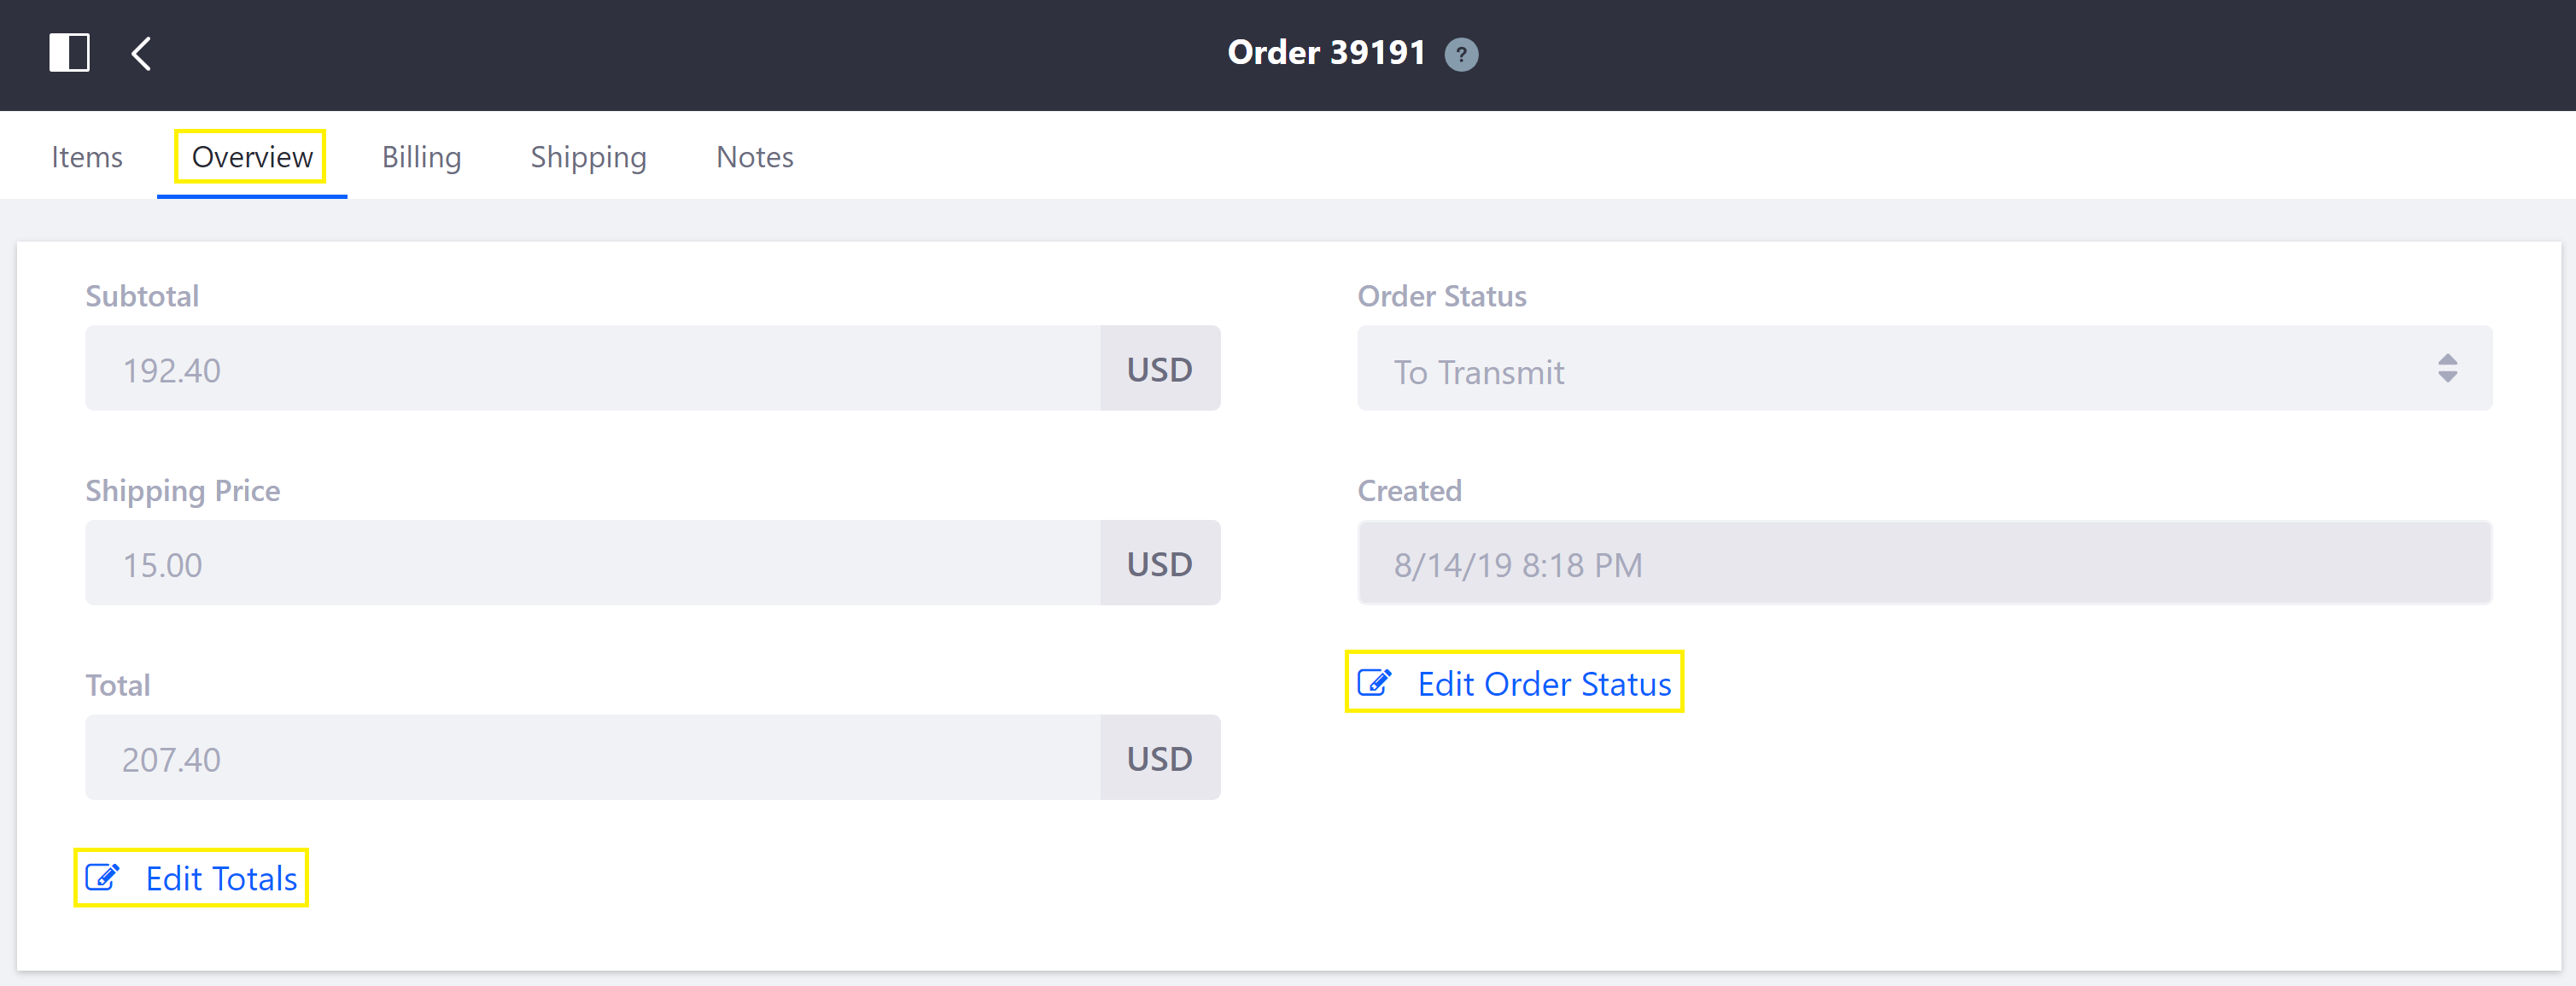 Order 39191 ?
Items Overview Billing Shipping Notes
Subtotal
192.40 USD
Shipping Price
15.00 USD
Total
207.40 USD
Edit Totals
Order Status
To Transmit
Created
8/14/19 8:18 PM
Edit Order Status